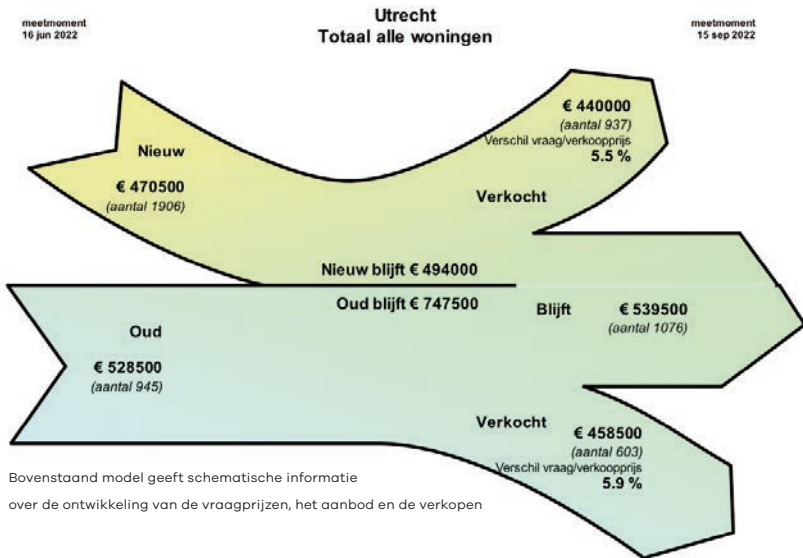 meetmoment
16 jun 2022
Utrecht
Totaal alle woningen
meetmoment
15 sep 2022
Nieuw
€ 470500
(aantal 1906)
€ 440000
(aantal 937)
Verschil vraag/verkoopprijs
5.5 %
Verkocht
Nieuw blijft € 494000
Oud blijft € 747500
Blijft
€ 539500
(aantal 1076)
Oud
€ 528500
(aantal 945)
Verkocht
€ 458500
(aantal 603)
Verschil vraag/verkoopprijs
5.9 %
Bovenstaand model geeft schematische informatie
over de ontwikkeling van de vraagprijzen, het aanbod en de verkopen